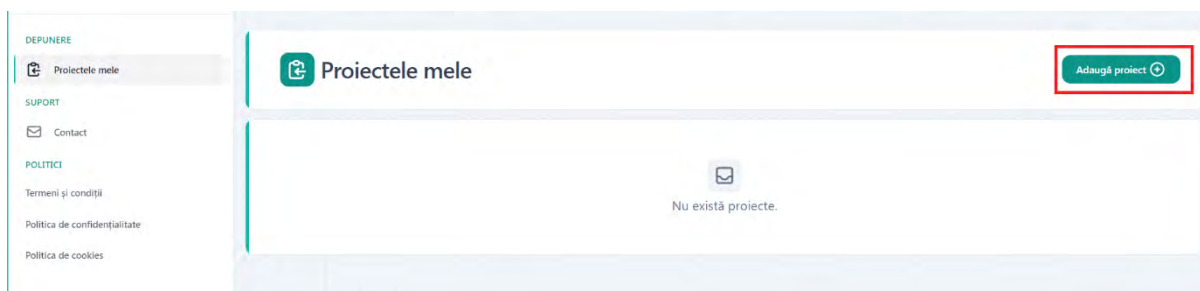 DEPUNERE
Proiectele mele
SUPORT
Contact
POLITICI
Termeni și condiții
Politica de confidențialitate
Politica de cookies
Proiectele mele
Adaugă proiect
Nu există proiecte.